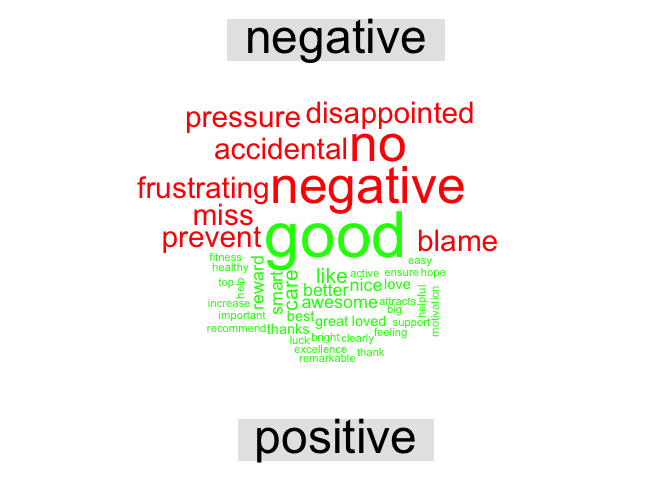 negative
pressure disappointed
accidental no
frustrating negative
miss
prevent good blame
fitness easy
healthy reward smart care like active ensure hope
top help better nice love
increase awesome attracts helpful motivation
important best big
recommend thanks great loved support
luck bright clearly feeling
excellence thank
remarkable
positive